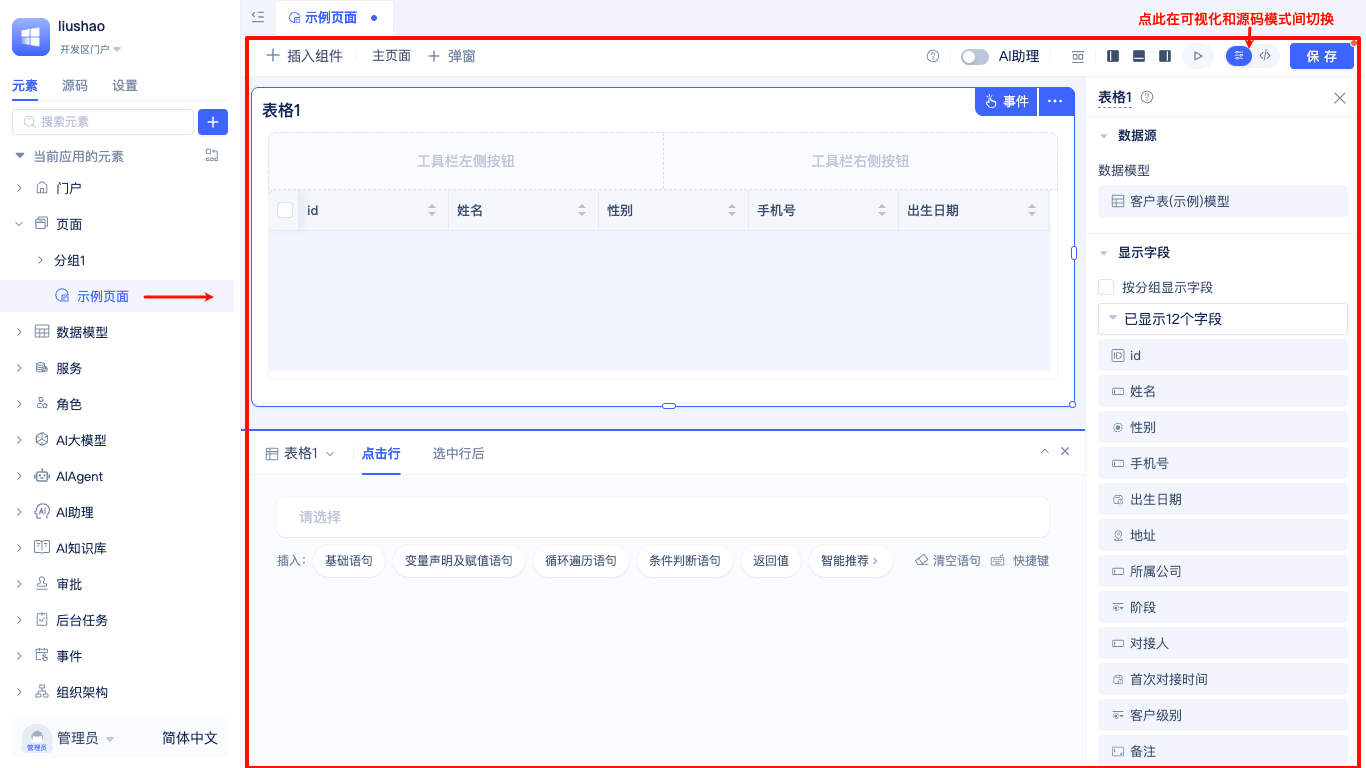 liushao
开发区门户
元素 源码 设置
搜索元素
当前应用的元素
门户
页面
分组1
示例页面
数据模型
服务
角色
AI大模型
AIAgent
AI助理
AI知识库
审批
后台任务
事件
组织架构
管理员
管理员 简体中文
示例页面
点此在可视化和源码模式间切换
插入组件 主页面 弹窗
AI助理
保存
表格1
事件
工具栏左侧按钮 工具栏右侧按钮
id 姓名 性别 手机号 出生日期
表格1 点击行 选中行后
请选择
插入: 基础语句 变量声明及赋值语句 循环遍历语句 条件判断语句 返回值 智能推荐 清空语句 快捷键
表格1
数据源
数据模型
客户表(示例)模型
显示字段
按分组显示字段
已显示12个字段
id
姓名
性别
手机号
出生日期
地址
所属公司
阶段
对接人
首次对接时间
客户级别
备注